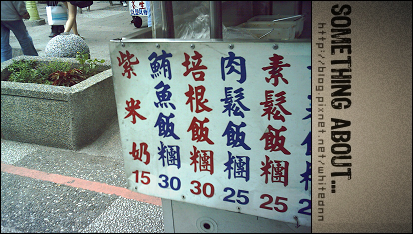 素鬆飯糰 25
肉鬆飯糰 25
培根飯糰 30
鮪魚飯糰 30
紫米奶 15
SOMETHING ABOUT...
http://blog.pixnet.net/whitednn